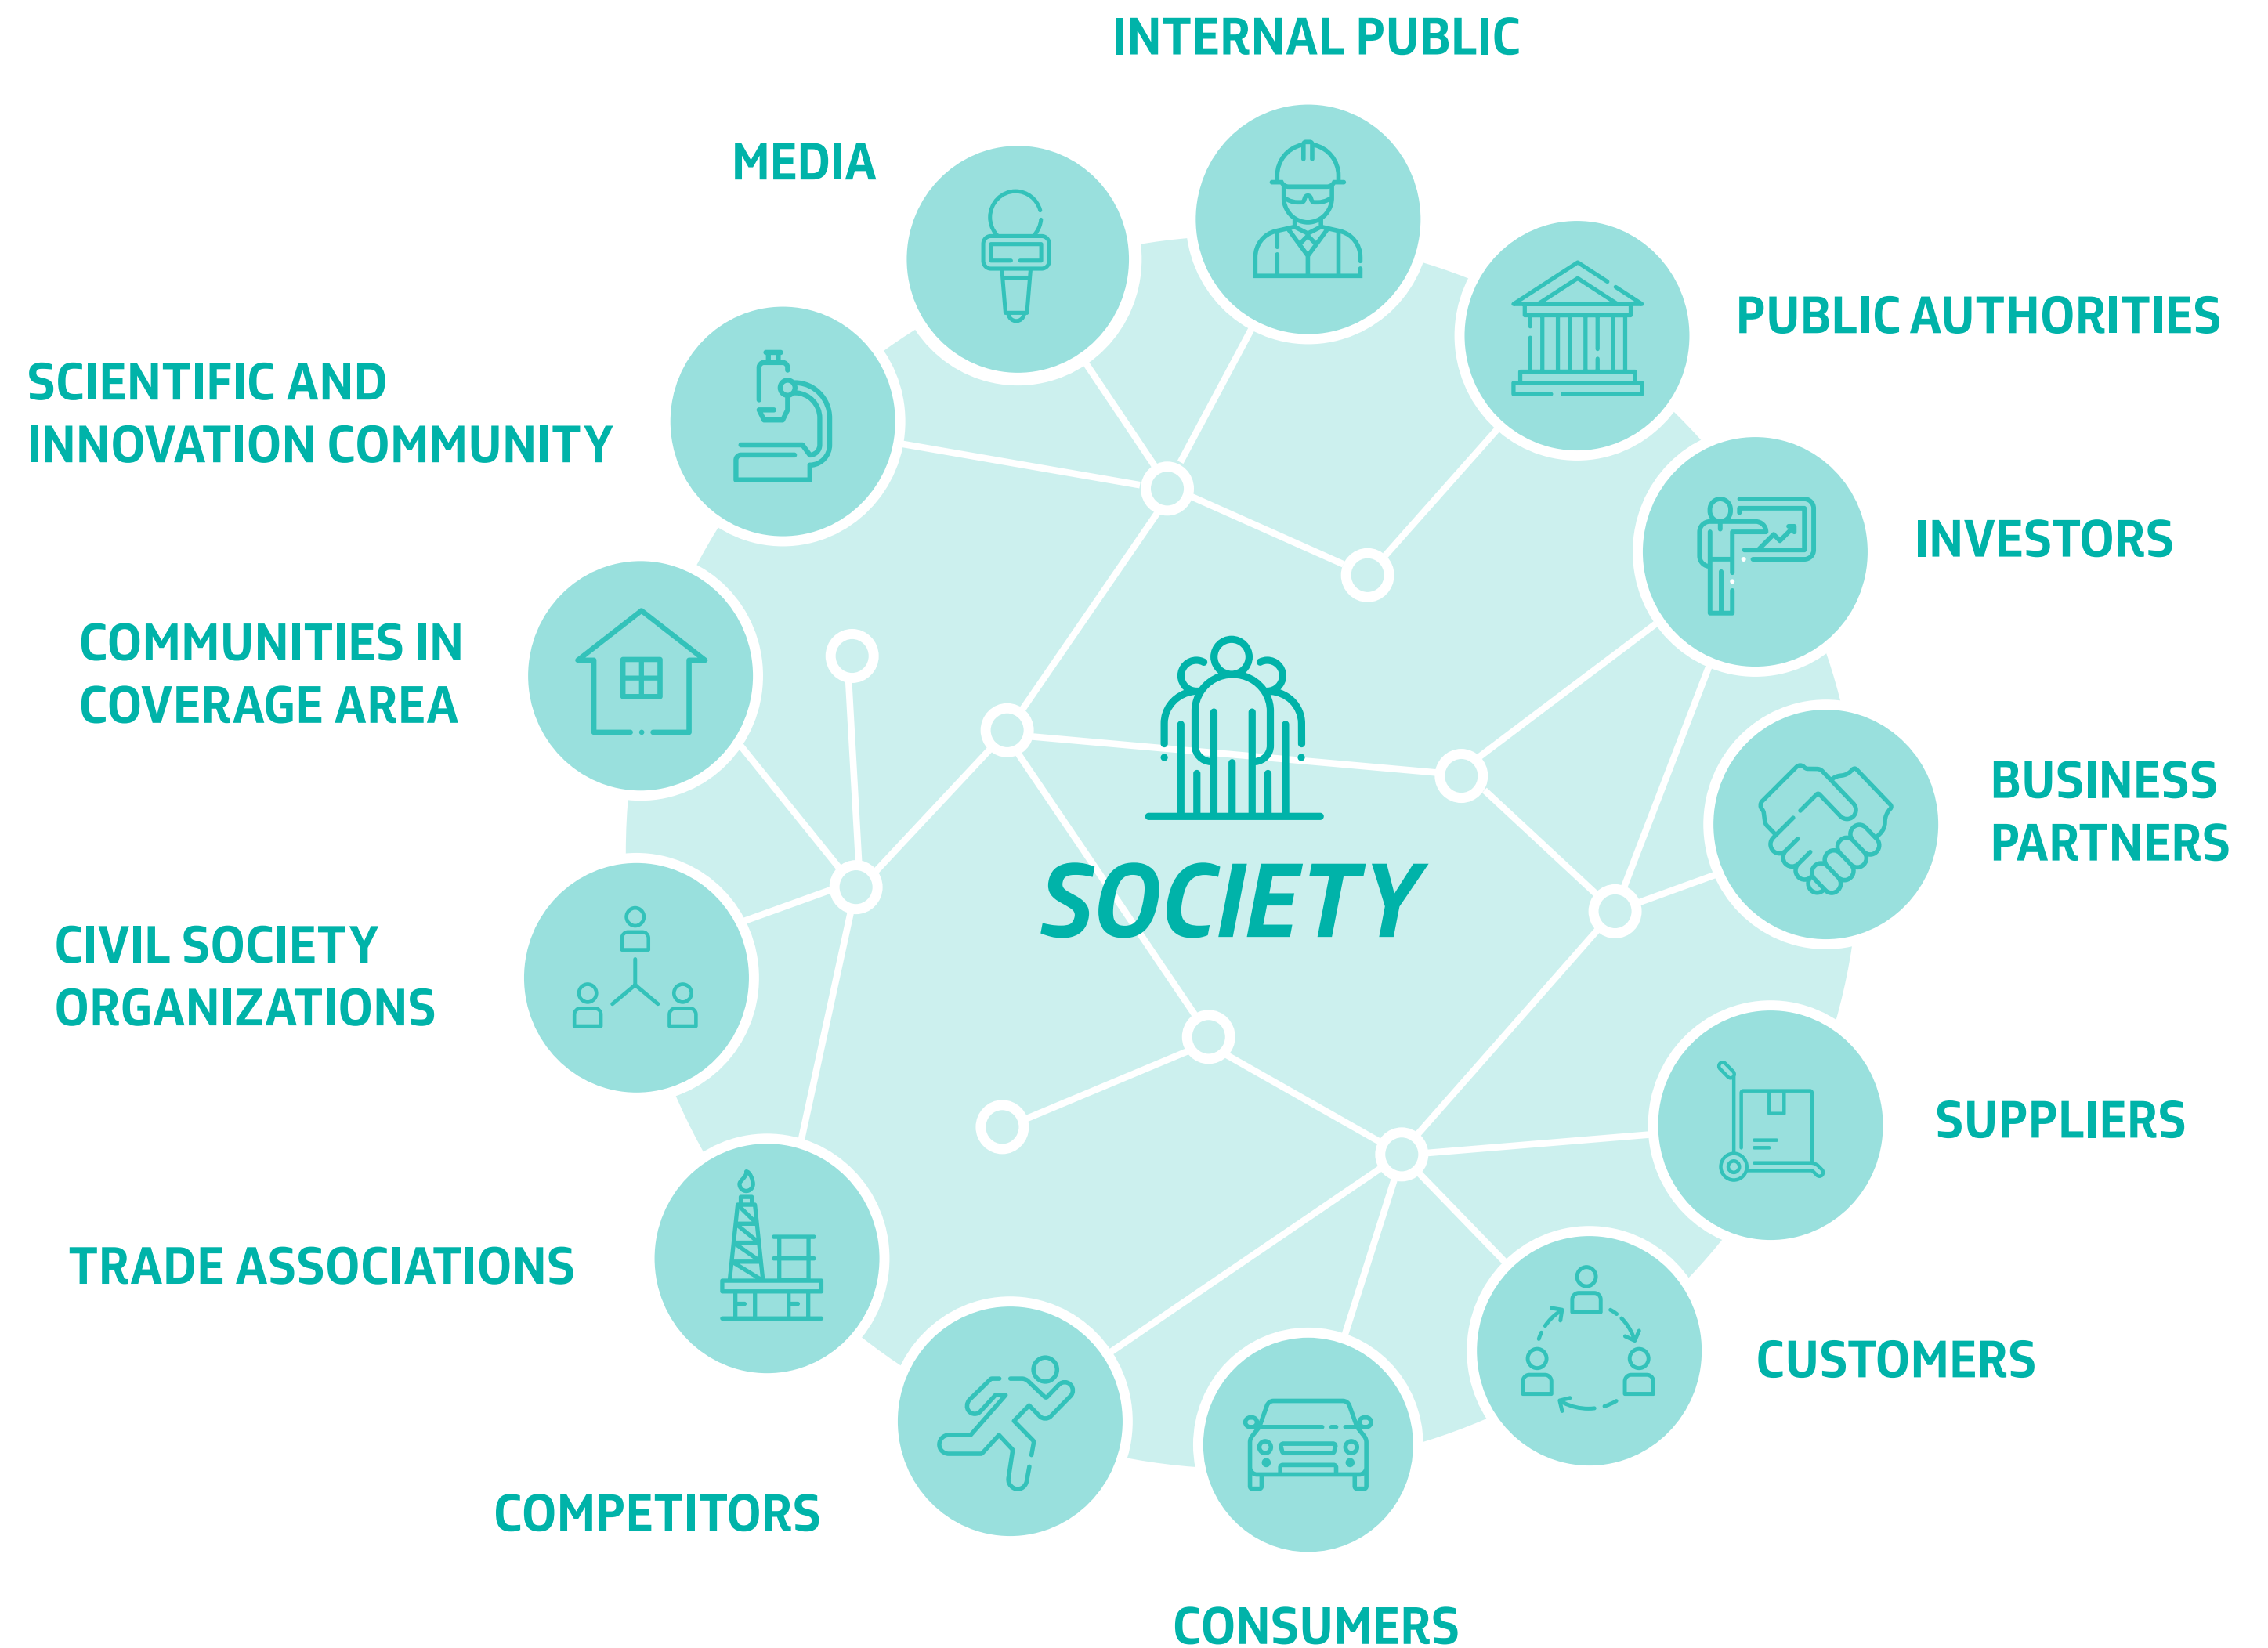 INTERNAL PUBLIC
MEDIA
PUBLIC AUTHORITIES
SCIENTIFIC AND
INNOVATION COMMUNITY
INVESTORS
COMMUNITIES IN
COVERAGE AREA
BUSINESS
PARTNERS
SOCIETY
CIVIL SOCIETY
ORGANIZATIONS
SUPPLIERS
TRADE ASSOCIATIONS
CUSTOMERS
COMPETITORS
CONSUMERS